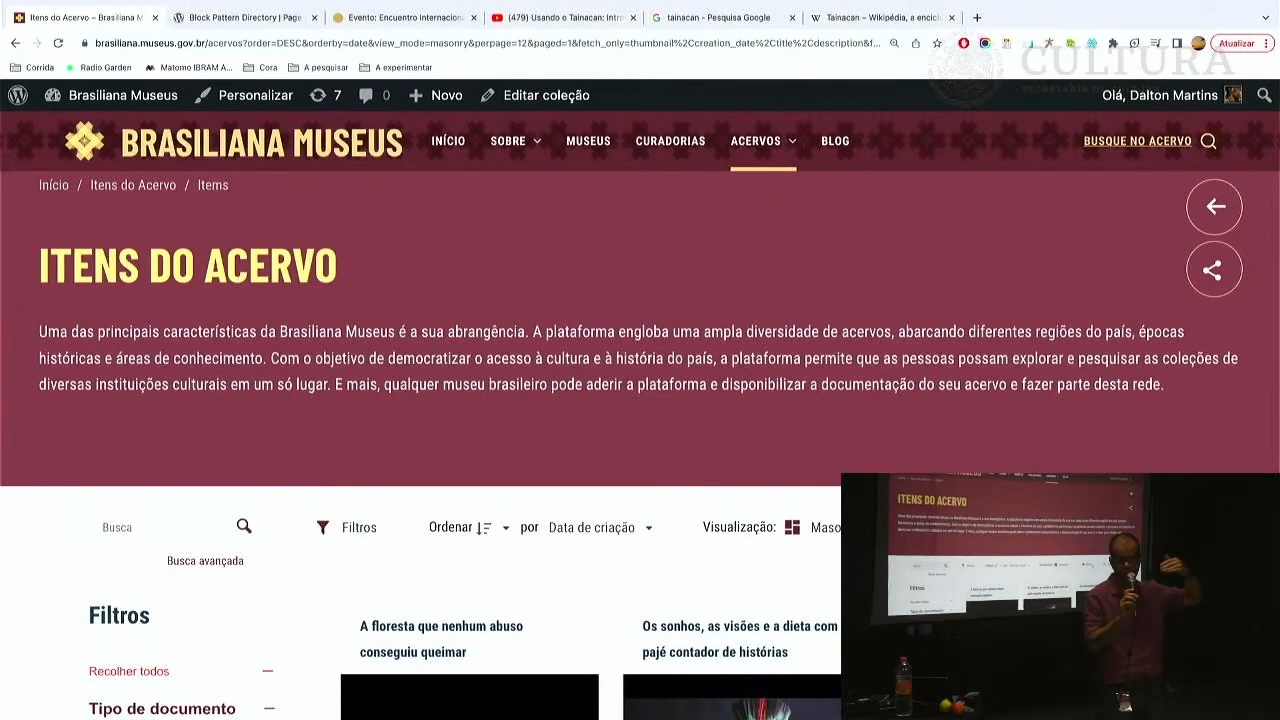 Itens do Acervo – Brasiliana M
Block Pattern Directory | Page
Evento: Encuentro Internacion
(479) Usando o Tainacan: Intro
tainacan - Pesquisa Google
Tainacan – Wikipédia, a encicl
brasiliana.museus.gov.br/acervos?order=DESC&orderby=date&view_mode=masonry&perpage=12&paged=1&fetch_only=thumbnail%2Ccreation_date%2Ctitle%2Cdescription&f...
Atualizar
Corrida
Radio Garden
Matomo IBRAM A...
Cora
A pesquisar
A experimentar
CULTURA
Brasiliana Museus
Personalizar
7
0
Novo
Editar coleção
Olá, Dalton Martins
BRASILIANA MUSEUS
INÍCIO
SOBRE
MUSEUS
CURADORIAS
ACERVOS
BLOG
BUSQUE NO ACERVO
Início / Itens do Acervo / Items
ITENS DO ACERVO
Uma das principais características da Brasiliana Museus é a sua abrangência. A plataforma engloba uma ampla diversidade de acervos, abarcando diferentes regiões do país, épocas
históricas e áreas de conhecimento. Com o objetivo de democratizar o acesso à cultura e à história do país, a plataforma permite que as pessoas possam explorar e pesquisar as coleções de
diversas instituições culturais em um só lugar. E mais, qualquer museu brasileiro pode aderir a plataforma e disponibilizar a documentação do seu acervo e fazer parte desta rede.
Busca
Filtros
Ordenar
por
Data de criação
Visualização:
Maso
Busca avançada
Filtros
Recolher todos
Tipo de documento
A floresta que nenhum abuso
conseguiu queimar
Os sonhos, as visões e a dieta com
pajé contador de histórias
ITENS DO ACERVO
Filtros